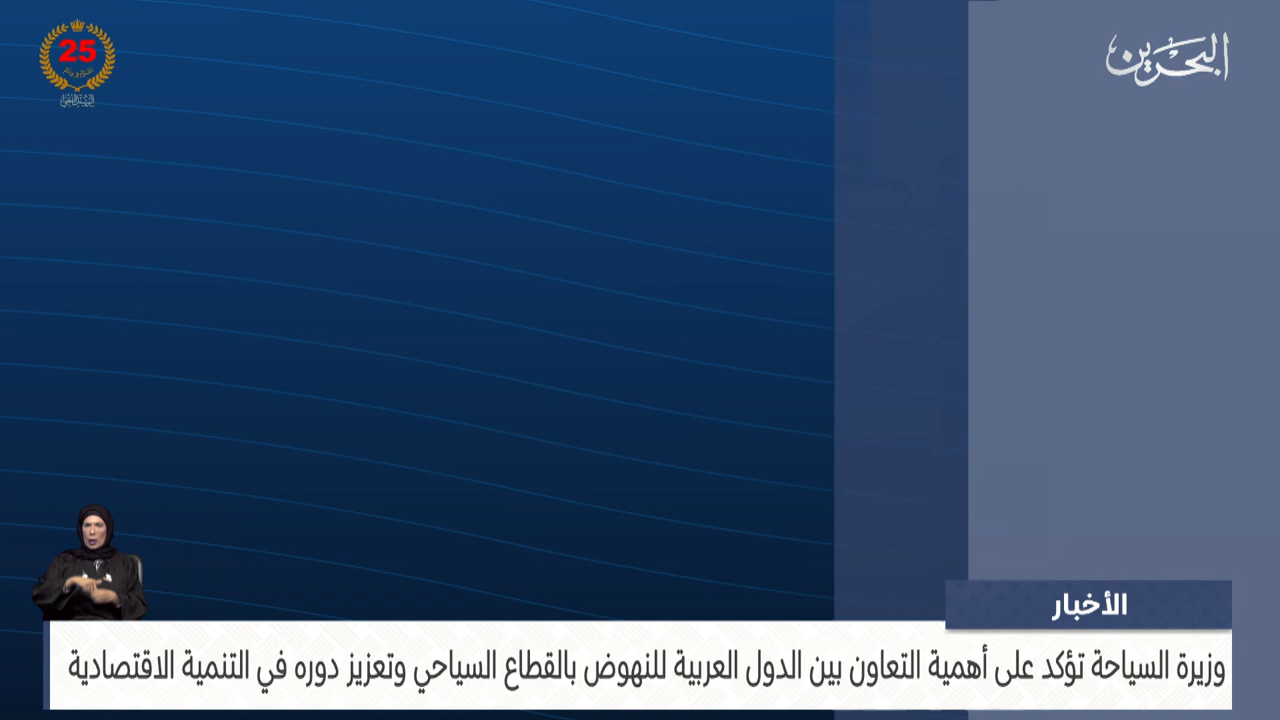 البحرين
25
الأخبار
وزيرة السياحة تؤكد على أهمية التعاون بين الدول العربية للنهوض بالقطاع السياحي وتعزيز دوره في التنمية الاقتصادية